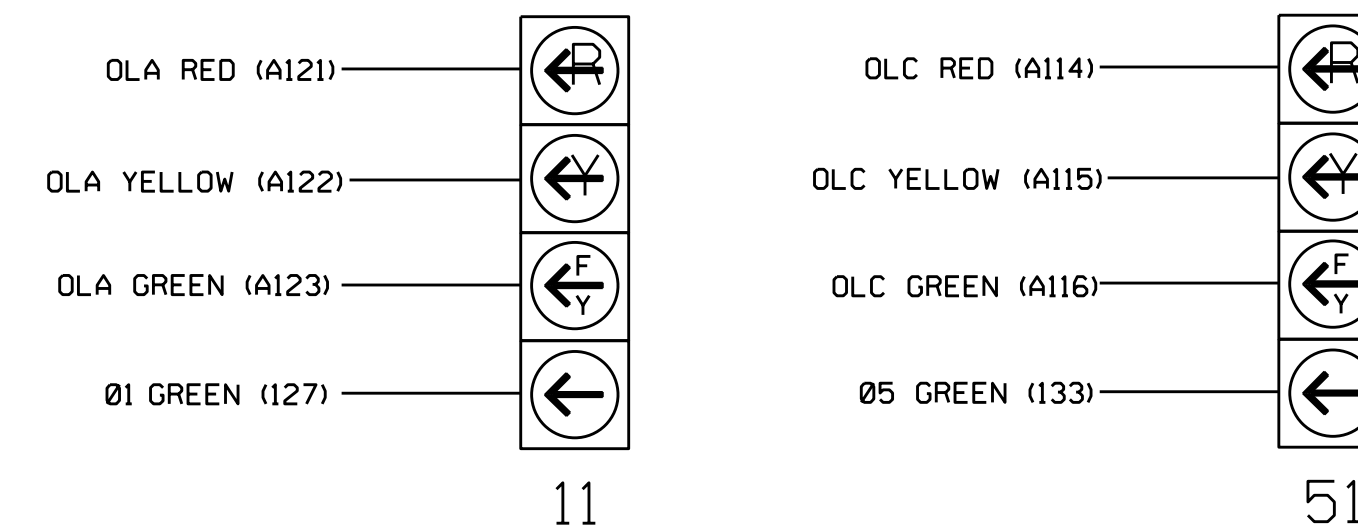 OLA RED (A121)
R
OLA YELLOW (A122)
Y
OLA GREEN (A123)
F
Y
Ø1 GREEN (127)
11
OLC RED (A114)
R
OLC YELLOW (A115)
Y
OLC GREEN (A116)
F
Y
Ø5 GREEN (133)
51